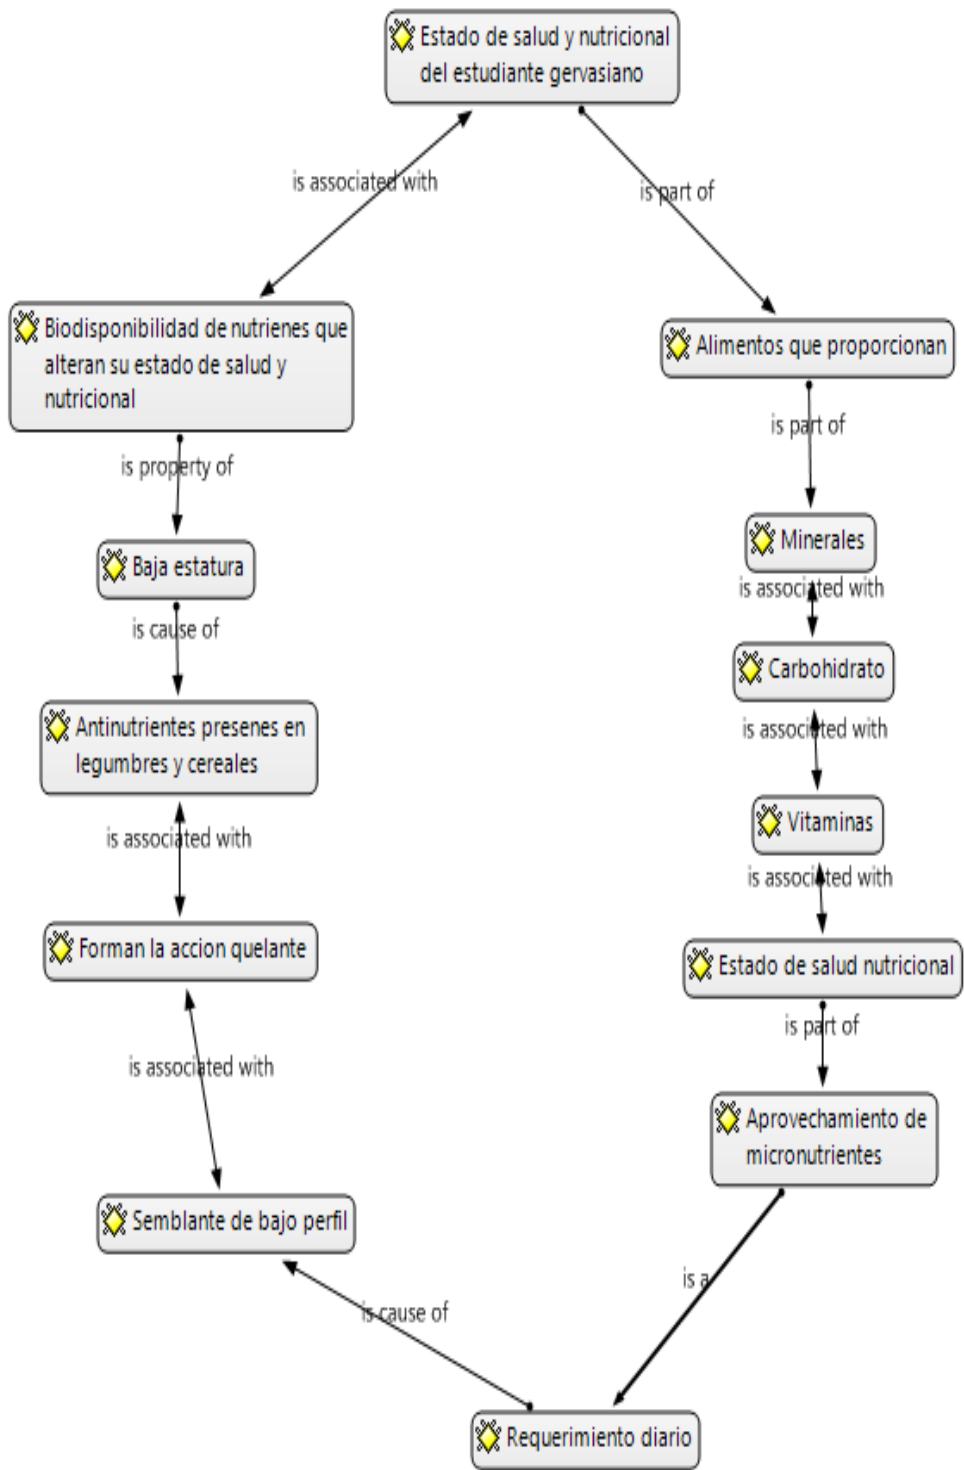 Estado de salud y nutricional
del estudiante gervasiano
is associated with
is part of
Biodisponibilidad de nutrienes que
alteran su estado de salud y
nutricional
Alimentos que proporcionan
is property of
is part of
Baja estatura
Minerales
is cause of
is associated with
Carbohidrato
Antinutrientes presenes en
legumbres y cereales
is associated with
Vitaminas
is associated with
is associated with
Forman la accion quelante
Estado de salud nutricional
is part of
is associated with
Aprovechamiento de
micronutrientes
Semblante de bajo perfil
is a
is cause of
Requerimiento diario